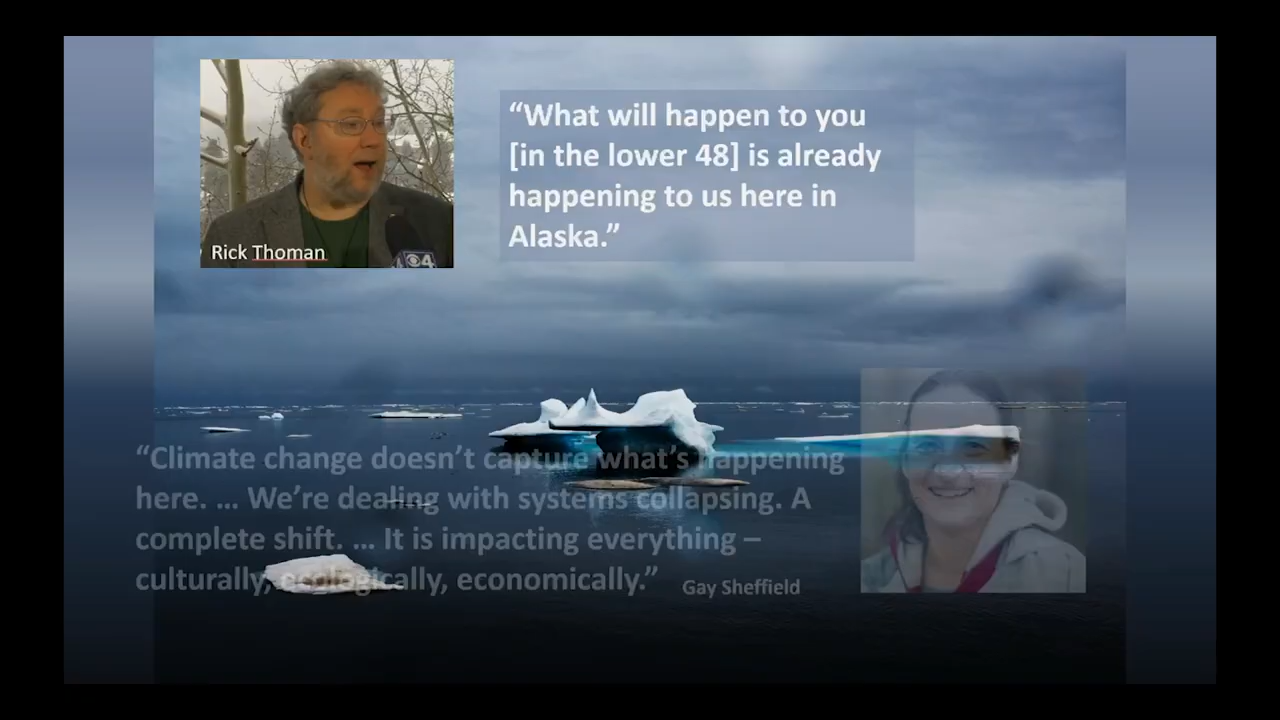 “What will happen to you
[in the lower 48] is already
happening to us here in
Alaska.”
Rick Thoman
4
“Climate change doesn’t capture what’s happening
here. … We’re dealing with systems collapsing. A
complete shift. … It is impacting everything –
culturally, ecologically, economically.”
Gay Sheffield